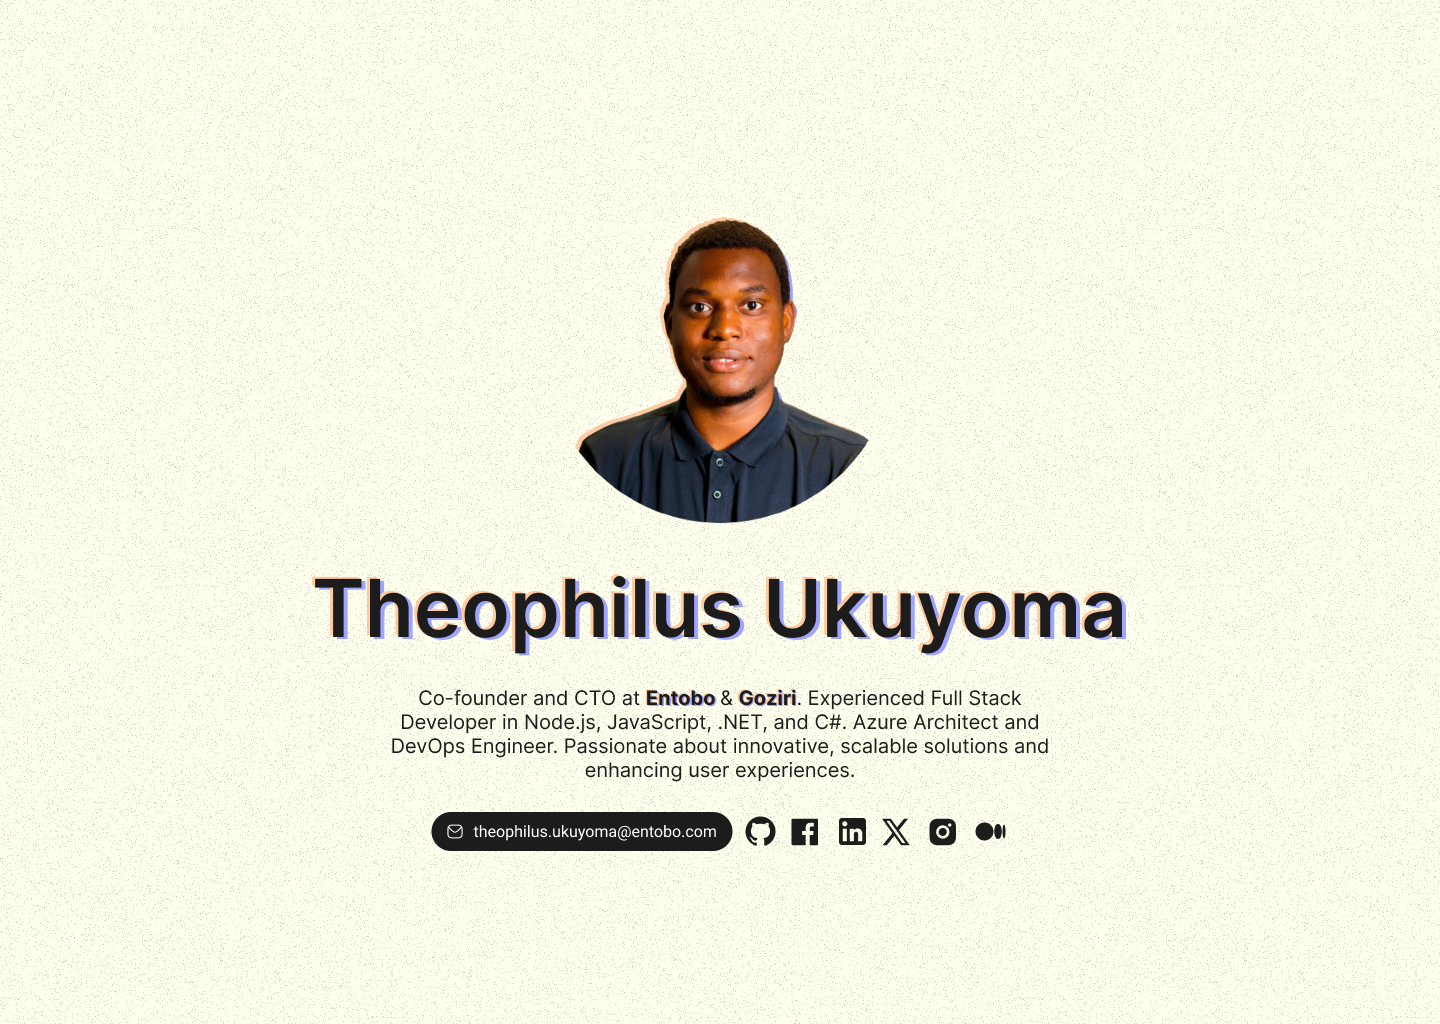 Theophilus Ukuyoma
Co-founder and CTO at Entobo & Goziri. Experienced Full Stack
Developer in Node.js, JavaScript, .NET, and C#. Azure Architect and
DevOps Engineer. Passionate about innovative, scalable solutions and
enhancing user experiences.
theophilus.ukuyoma@entobo.com